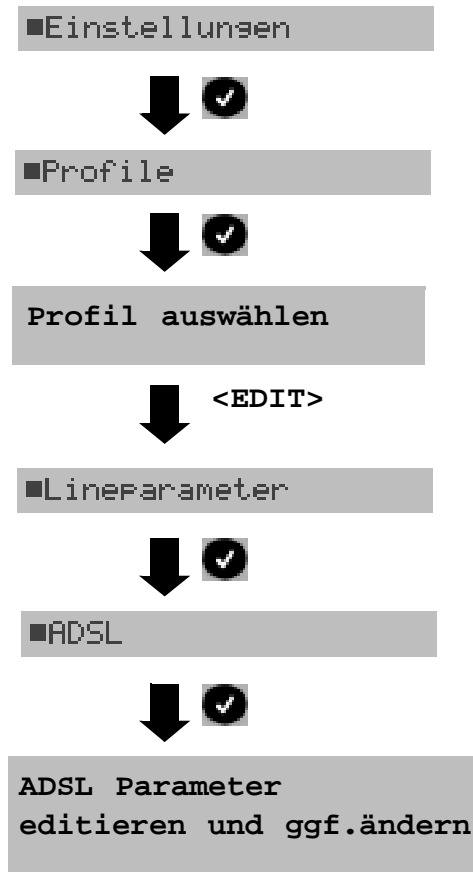 ■Einstellungen
■Profile
Profil auswählen
<EDIT>
■Lineparameter
■ADSL
ADSL Parameter
editieren und ggf.ändern